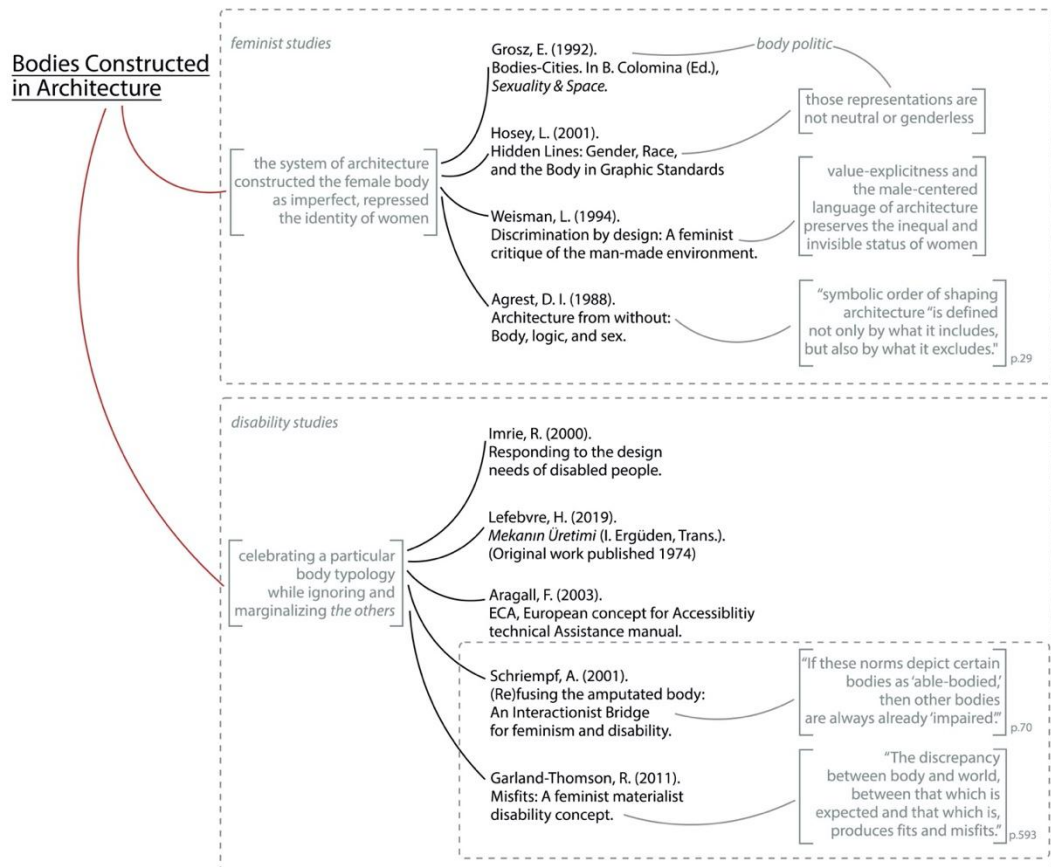 Bodies Constructed
in Architecture
feminist studies
Grosz, E. (1992).
Bodies-Cities. In B. Colomina (Ed.),
Sexuality & Space.
body politic
those representations are
not neutral or genderless
Hosey, L. (2001).
Hidden Lines: Gender, Race,
and the Body in Graphic Standards
the system of architecture
constructed the female body
as imperfect, repressed
the identity of women
value-explicitness and
the male-centered
language of architecture
preserves the inequal and
invisible status of women
Weisman, L. (1994).
Discrimination by design: A feminist
critique of the man-made environment.
Agrest, D. I. (1988).
Architecture from without:
Body, logic, and sex.
"symbolic order of shaping
architecture "is defined
not only by what it includes,
but also by what it excludes."
p.29
disability studies
Imrie, R. (2000).
Responding to the design
needs of disabled people.
Lefebvre, H. (2019).
Mekanın Üretimi (I. Ergüden, Trans.).
(Original work published 1974)
celebrating a particular
body typology
while ignoring and
marginalizing the others
Aragall, F. (2003).
ECA, European concept for Accessiblitiy
technical Assistance manual.
Schriempf, A. (2001).
(Re)fusing the amputated body:
An Interactionist Bridge
for feminism and disability.
"If these norms depict certain
bodies as 'able-bodied,'
then other bodies
are always already 'impaired'."
p.70
Garland-Thomson, R. (2011).
Misfits: A feminist materialist
disability concept.
"The discrepancy
between body and world,
between that which is
expected and that which is,
produces fits and misfits."
p.593